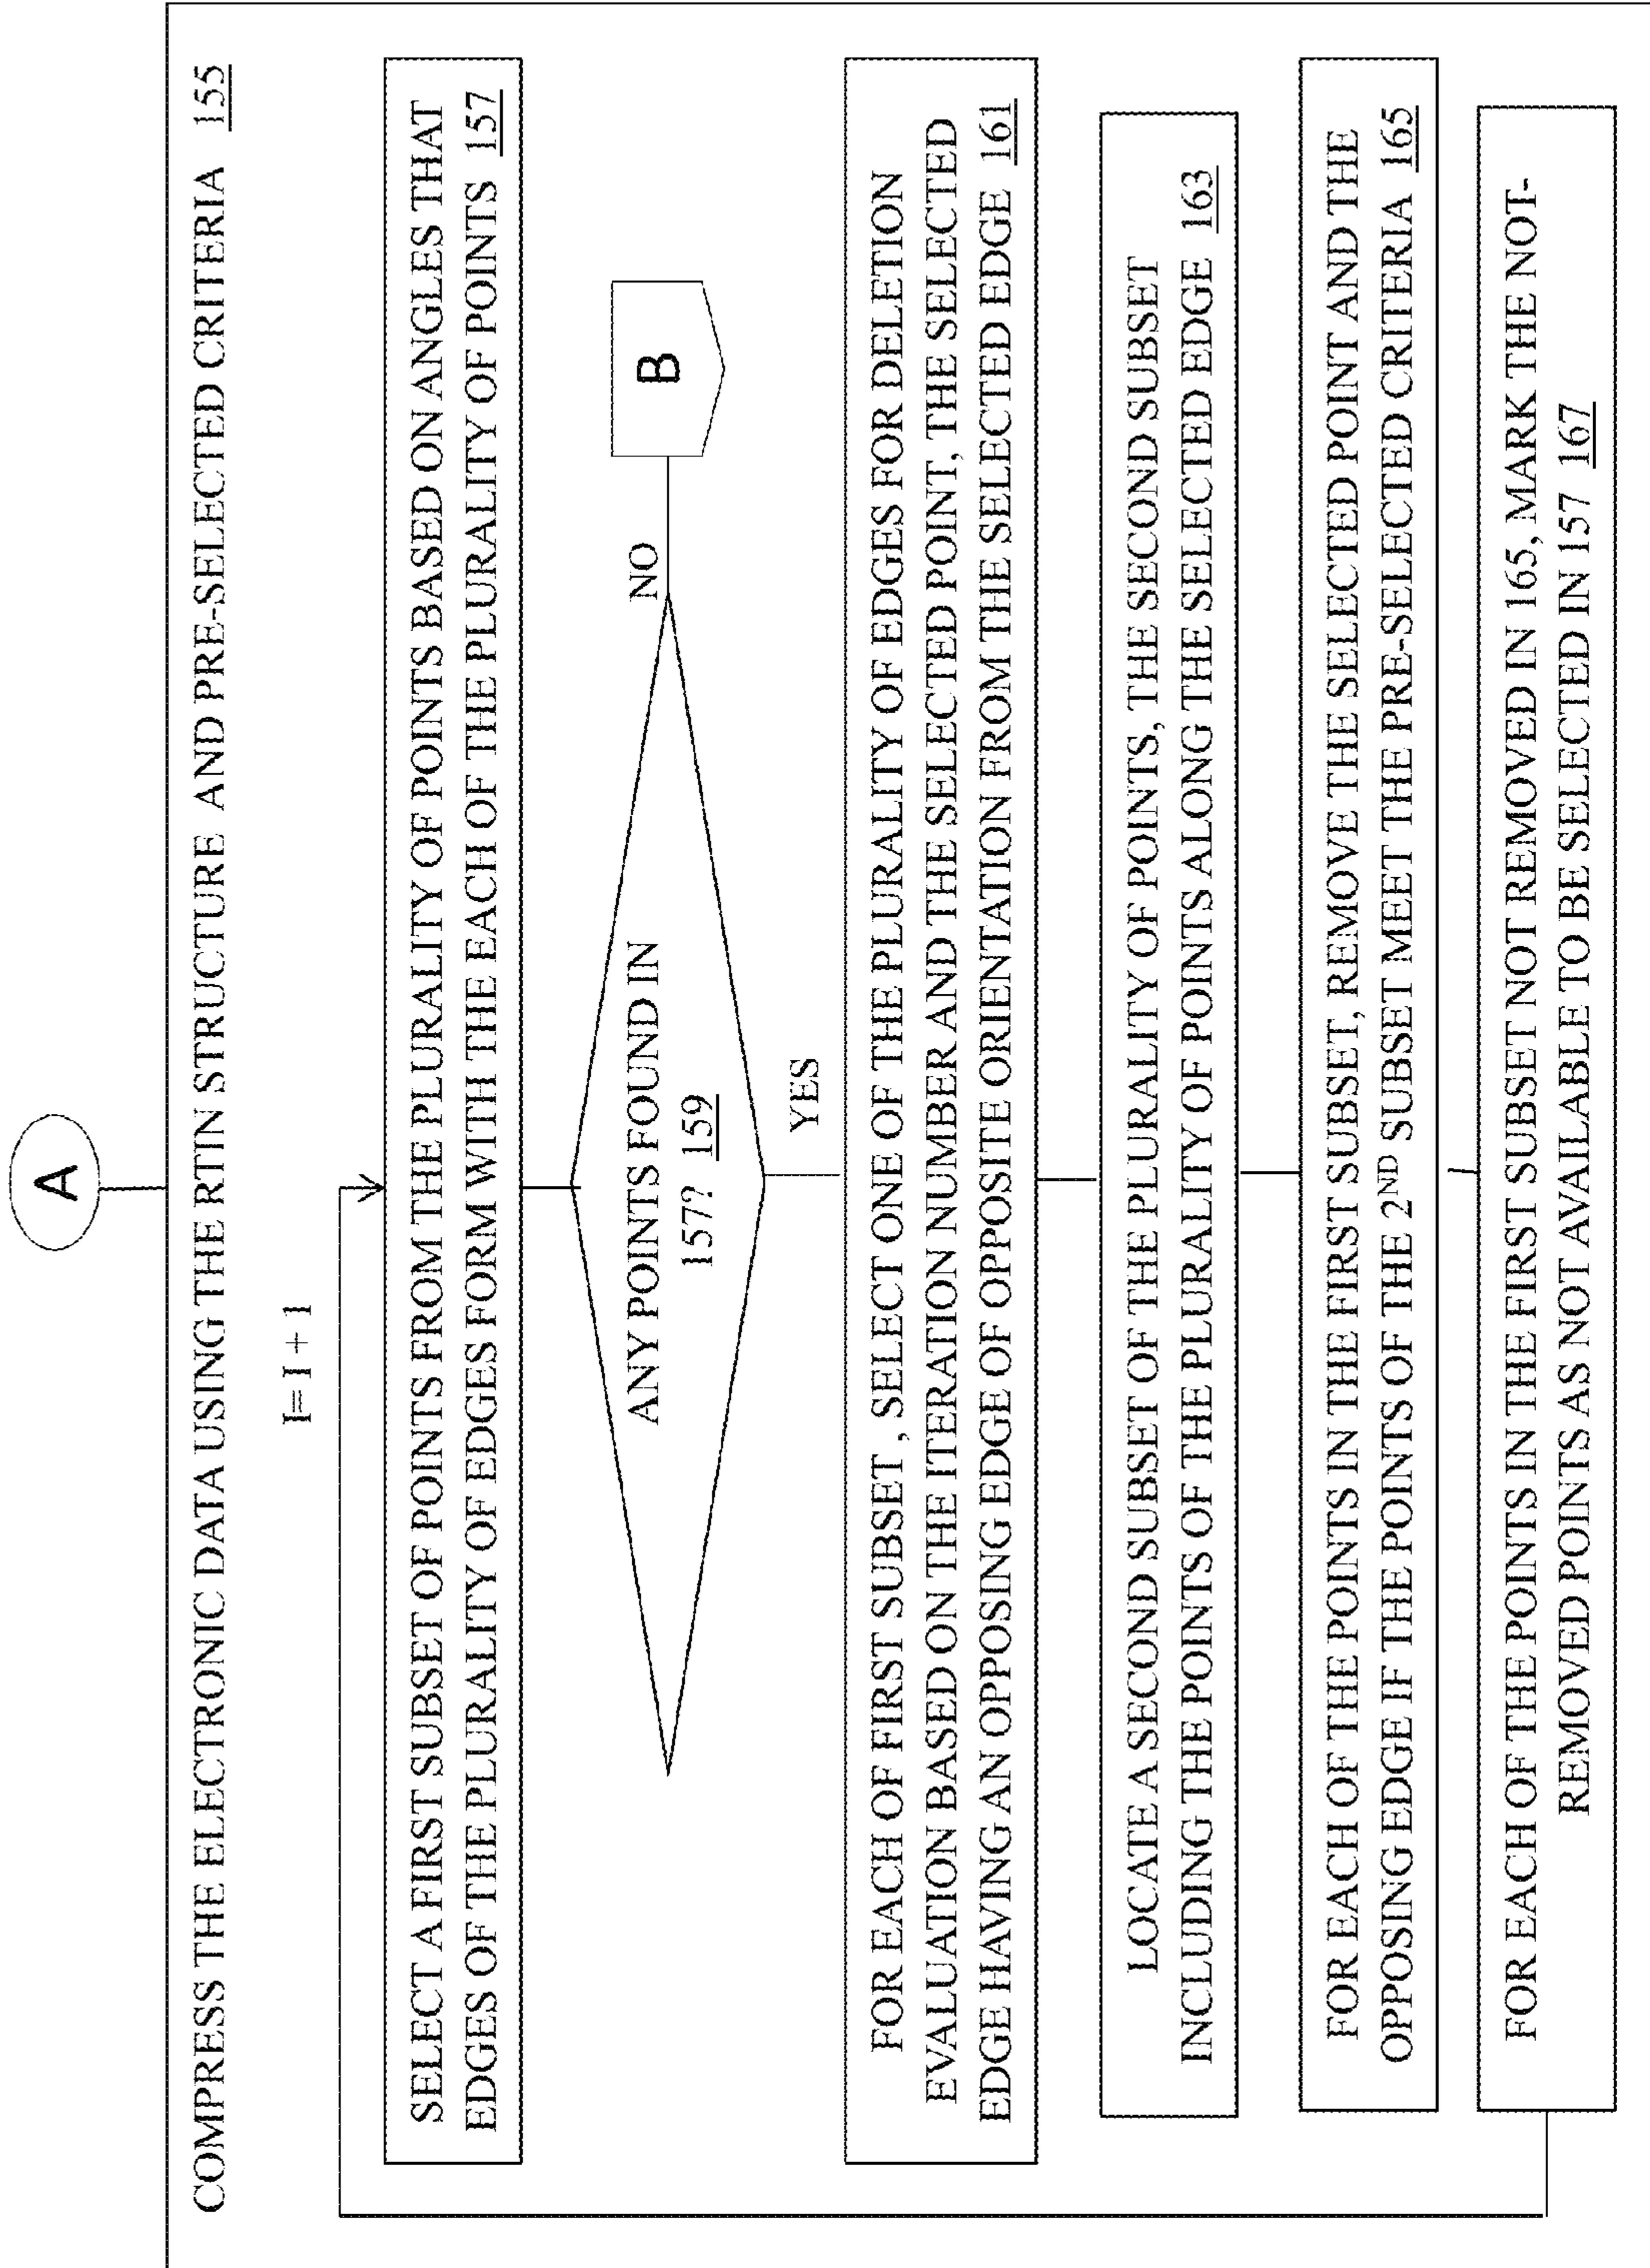 A
COMPRESS THE ELECTRONIC DATA USING THE RTIN STRUCTURE AND PRE-SELECTED CRITERIA 155
I= I + 1
SELECT A FIRST SUBSET OF POINTS FROM THE PLURALITY OF POINTS BASED ON ANGLES THAT
EDGES OF THE PLURALITY OF EDGES FORM WITH THE EACH OF THE PLURALITY OF POINTS 157
ANY POINTS FOUND IN
157? 159
NO
B
YES
FOR EACH OF FIRST SUBSET , SELECT ONE OF THE PLURALITY OF EDGES FOR DELETION
EVALUATION BASED ON THE ITERATION NUMBER AND THE SELECTED POINT, THE SELECTED
EDGE HAVING AN OPPOSING EDGE OF OPPOSITE ORIENTATION FROM THE SELECTED EDGE 161
LOCATE A SECOND SUBSET OF THE PLURALITY OF POINTS, THE SECOND SUBSET
INCLUDING THE POINTS OF THE PLURALITY OF POINTS ALONG THE SELECTED EDGE 163
FOR EACH OF THE POINTS IN THE FIRST SUBSET, REMOVE THE SELECTED POINT AND THE
OPPOSING EDGE IF THE POINTS OF THE 2ND SUBSET MEET THE PRE-SELECTED CRITERIA 165
FOR EACH OF THE POINTS IN THE FIRST SUBSET NOT REMOVED IN 165, MARK THE NOT-
REMOVED POINTS AS NOT AVAILABLE TO BE SELECTED IN 157 167